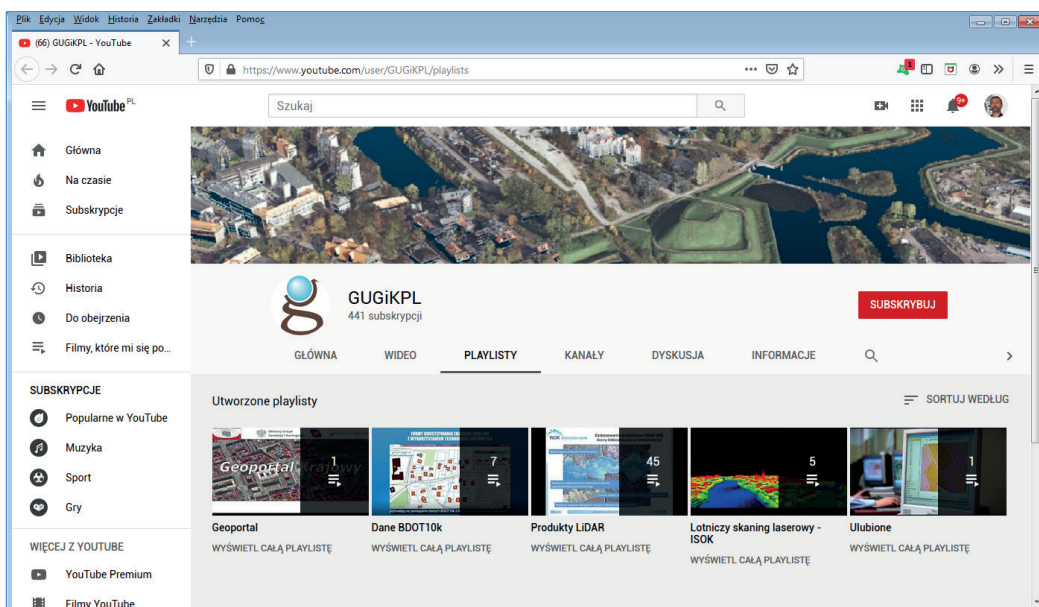 Plik Edycja Widok Historia Zakładki Narzędzia Pomoc
(66) GUGiKPL - YouTube
https://www.youtube.com/user/GUGiKPL/playlists
1
YouTube PL
Szukaj
9+
Główna
Na czasie
Subskrypcje
Biblioteka
Historia
Do obejrzenia
Filmy, które mi się po...
SUBSKRYPCJE
Popularne w YouTube
Muzyka
Sport
Gry
WIĘCEJ Z YOUTUBE
YouTube Premium
Filmy YouTube
GUGiKPL
441 subskrypcji
SUBSKRYBUJ
GŁÓWNA WIDEO PLAYLISTY KANAŁY DYSKUSJA INFORMACJE
Utworzone playlisty
SORTUJ WEDŁUG
Geoportal Krajowy
1
7
ISOK
45
5
1
Geoportal
WYŚWIETL CAŁĄ PLAYLISTĘ
Dane BDOT10k
WYŚWIETL CAŁĄ PLAYLISTĘ
Produkty LiDAR
WYŚWIETL CAŁĄ PLAYLISTĘ
Lotniczy skaning laserowy -
ISOK
WYŚWIETL CAŁĄ PLAYLISTĘ
Ulubione
WYŚWIETL CAŁĄ PLAYLISTĘ